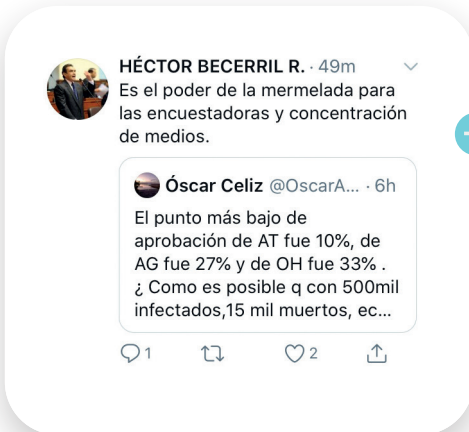 HÉCTOR BECERRIL R. · 49m
Es el poder de la mermelada para
las encuestadoras y concentración
de medios.
Óscar Celiz @OscarA... · 6h
El punto más bajo de
aprobación de AT fue 10%, de
AG fue 27% y de OH fue 33% .
¿ Como es posible q con 500mil
infectados,15 mil muertos, ec...
1
2